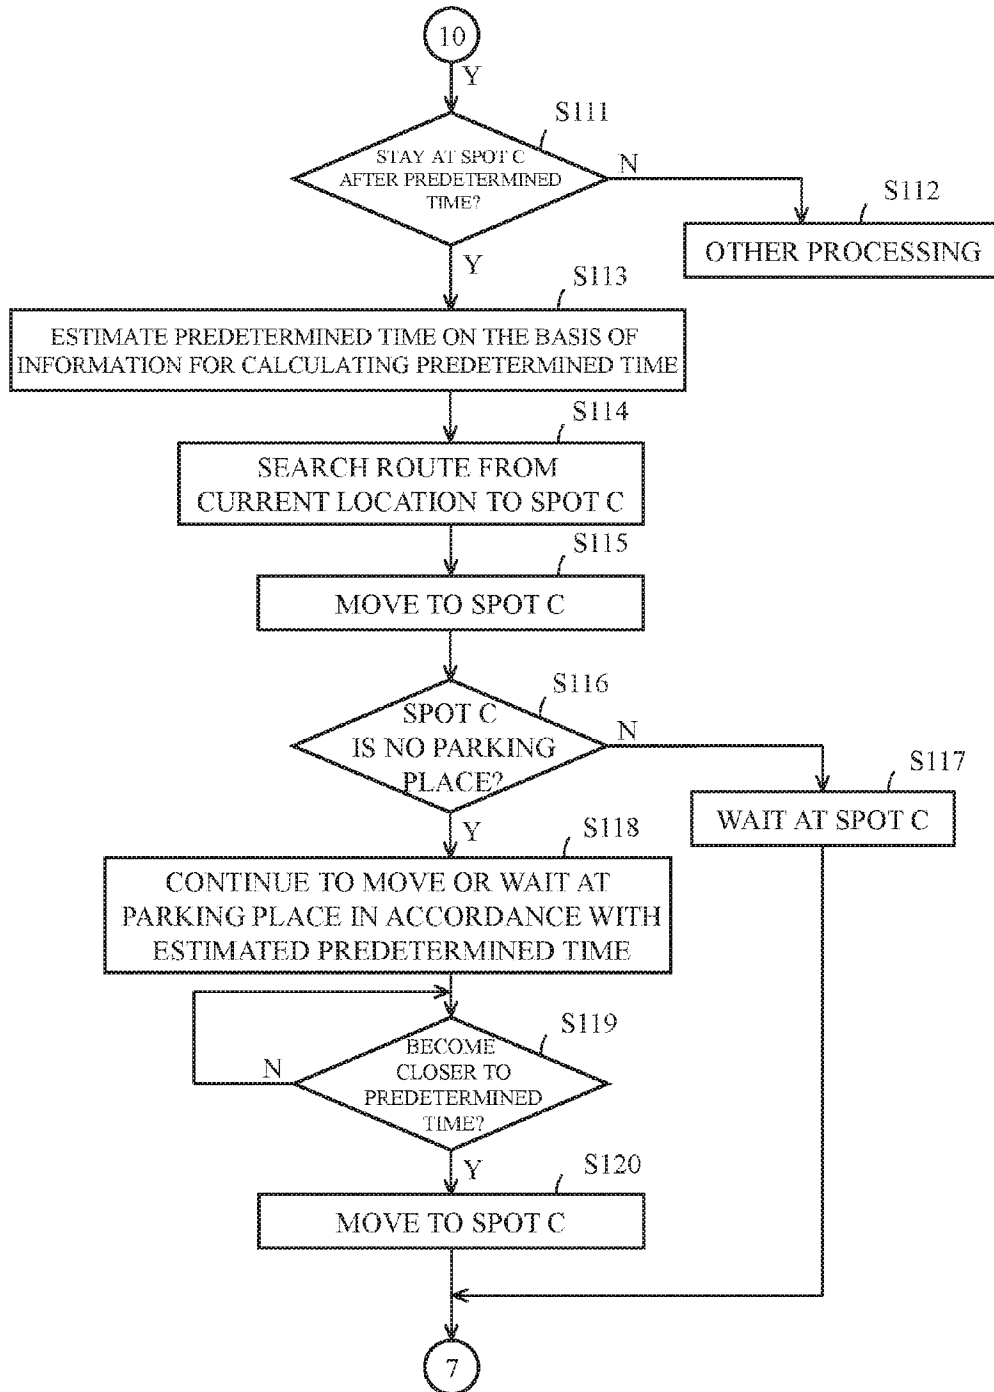 10
Y
S111
STAY AT SPOT C
AFTER PREDETERMINED
TIME?
N
S112
OTHER PROCESSING
Y
S113
ESTIMATE PREDETERMINED TIME ON THE BASIS OF
INFORMATION FOR CALCULATING PREDETERMINED TIME
S114
SEARCH ROUTE FROM
CURRENT LOCATION TO SPOT C
S115
MOVE TO SPOT C
S116
SPOT C
IS NO PARKING
PLACE?
N
S117
WAIT AT SPOT C
Y
S118
CONTINUE TO MOVE OR WAIT AT
PARKING PLACE IN ACCORDANCE WITH
ESTIMATED PREDETERMINED TIME
S119
BECOME
CLOSER TO
PREDETERMINED
TIME?
N
Y
S120
MOVE TO SPOT C
7